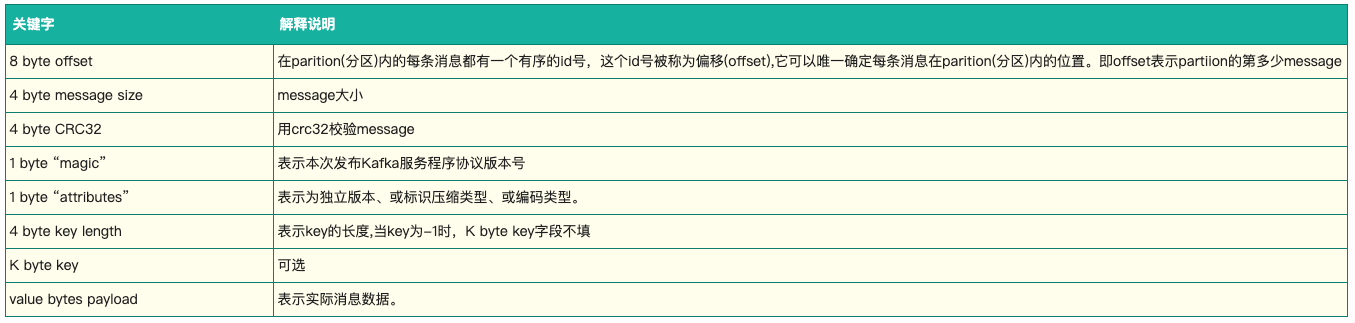 关键字 解释说明
8 byte offset 在parition(分区)内的每条消息都有一个有序的id号，这个id号被称为偏移(offset),它可以唯一确定每条消息在parition(分区)内的位置。即offset表示partiion的第多少message
4 byte message size message大小
4 byte CRC32 用crc32校验message
1 byte “magic” 表示本次发布Kafka服务程序协议版本号
1 byte “attributes” 表示为独立版本、或标识压缩类型、或编码类型。
4 byte key length 表示key的长度,当key为-1时，K byte key字段不填
K byte key 可选
value bytes payload 表示实际消息数据。